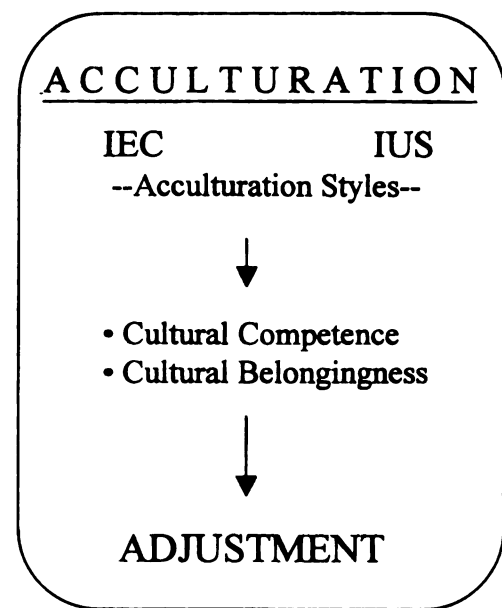 ACCULTURATION
IEC IUS
--Acculturation Styles--
• Cultural Competence
• Cultural Belongingness
ADJUSTMENT